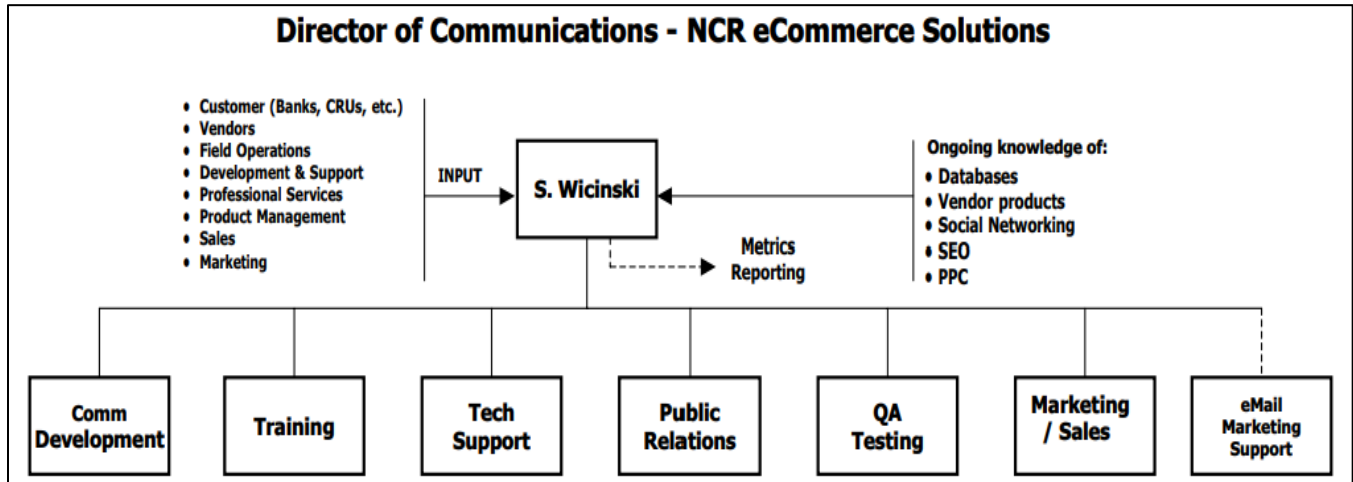 Director of Communications - NCR eCommerce Solutions
• Customer (Banks, CRUs, etc.)
• Vendors
• Field Operations
• Development & Support
• Professional Services
• Product Management
• Sales
• Marketing
INPUT
S. Wicinski
Ongoing knowledge of:
• Databases
• Vendor products
• Social Networking
• SEO
• PPC
Metrics
Reporting
Comm
Development
Training
Tech
Support
Public
Relations
QA
Testing
Marketing
/ Sales
eMail
Marketing
Support